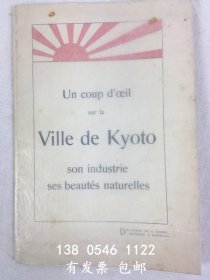 Un coup d'œil
sur la
Ville de Kyoto
son industrie
ses beautés naturelles
138 0546 1122
有发票 包邮